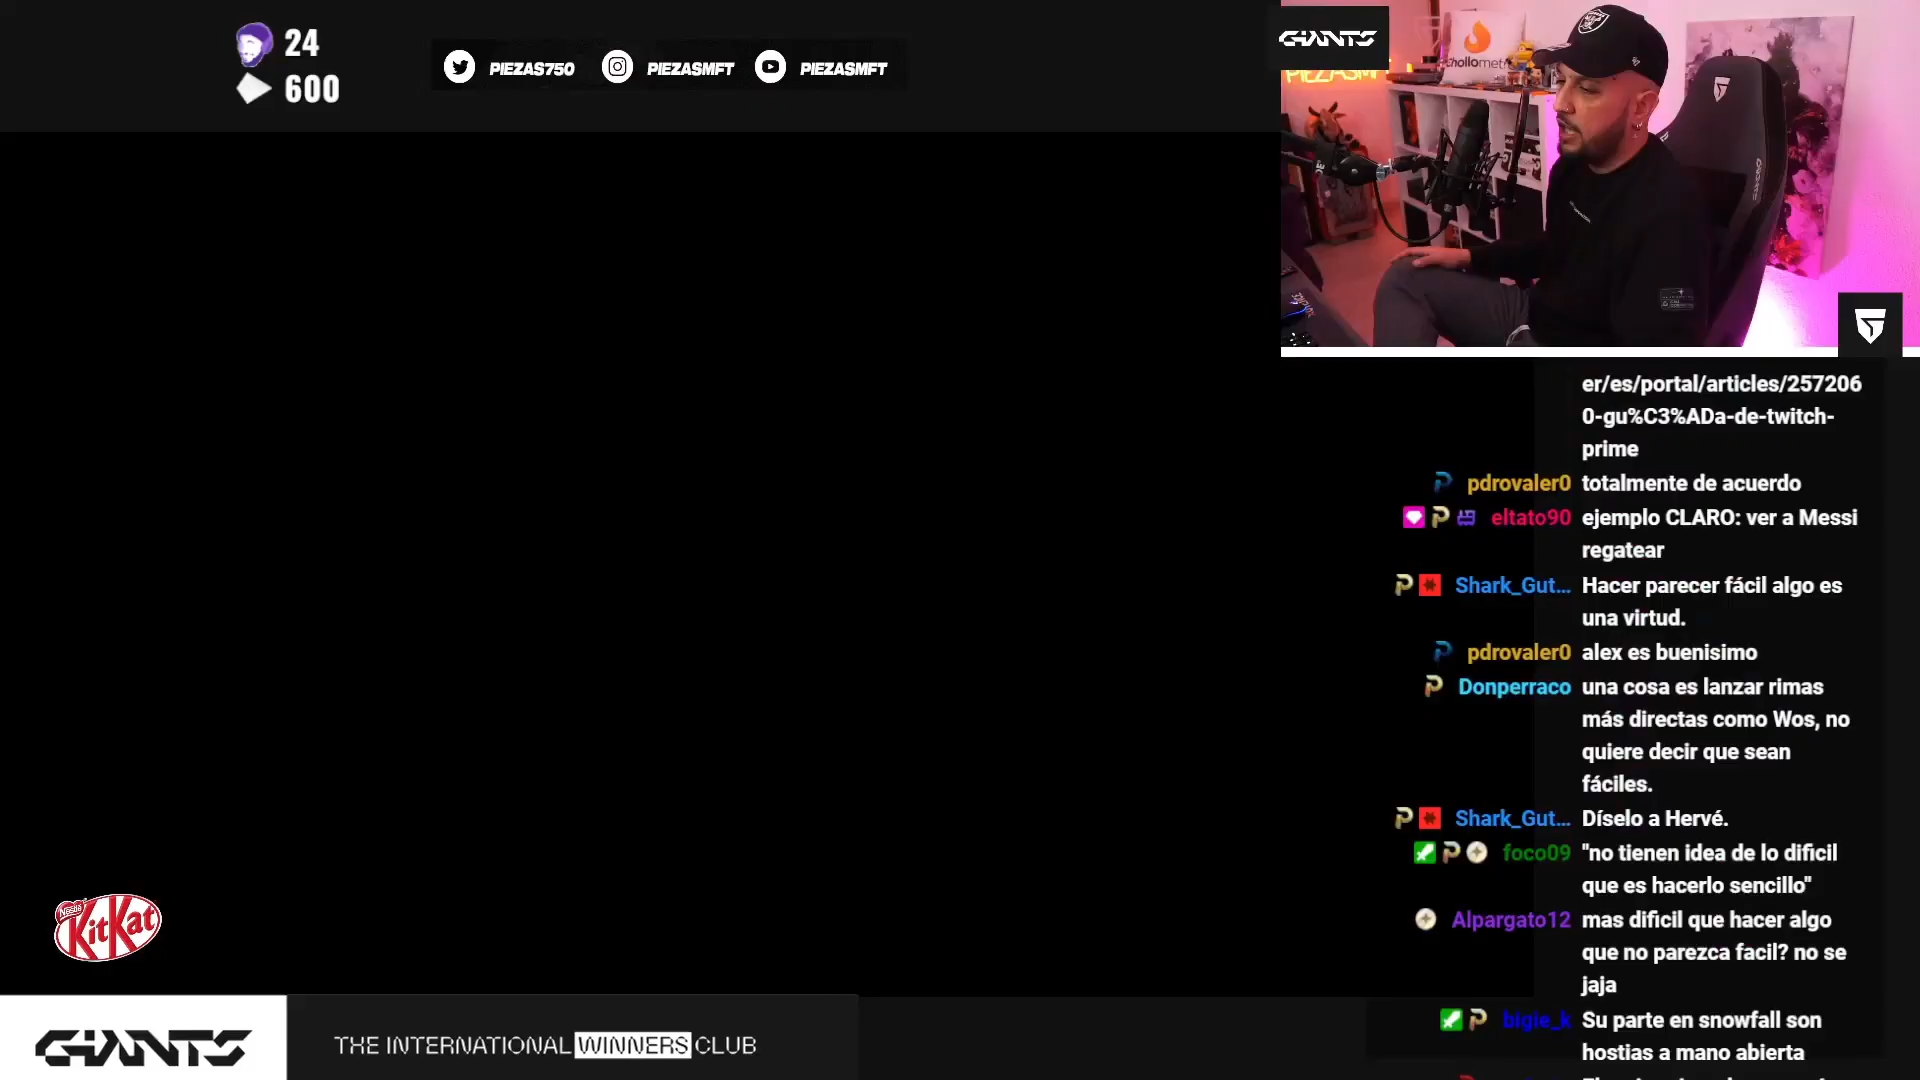 24
600
PIEZAS750
PIEZASMFT
PIEZASMFT
GIANTS
PIEZASM
chollomet
er/es/portal/articles/257206
0-gu%C3%ADa-de-twitch-
prime
pdrovaler0 totalmente de acuerdo
eltato90 ejemplo CLARO: ver a Messi
regatear
Shark_Gut... Hacer parecer fácil algo es
una virtud.
pdrovaler0 alex es buenisimo
Donperraco una cosa es lanzar rimas
más directas como Wos, no
quiere decir que sean
fáciles.
Shark_Gut... Díselo a Hervé.
foco09 "no tienen idea de lo dificil
que es hacerlo sencillo"
Alpargato12 mas dificil que hacer algo
que no parezca facil? no se
jaja
bigie_k Su parte en snowfall son
hostias a mano abierta
Nestlé
KitKat
GIANTS
THE INTERNATIONAL WINNERS CLUB